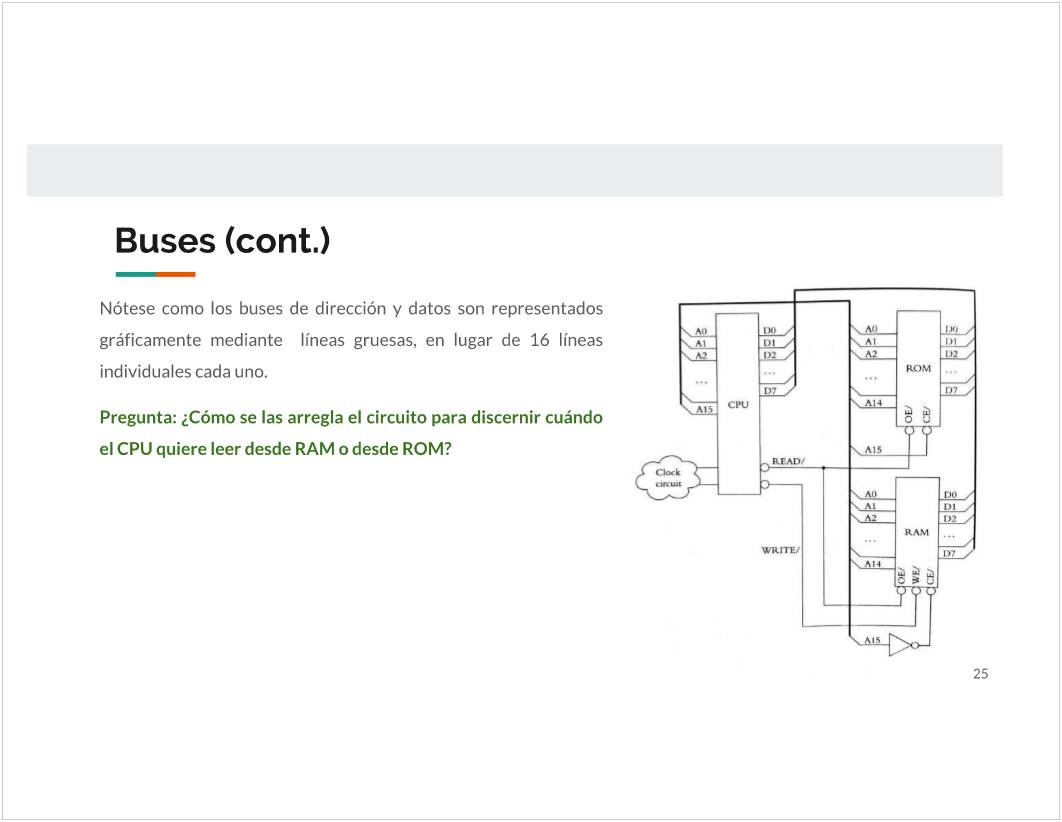 Buses (cont.)
Nótese como los buses de dirección y datos son representados
gráficamente mediante líneas gruesas, en lugar de 16 líneas
individuales cada uno.
Pregunta: ¿Cómo se las arregla el circuito para discernir cuándo
el CPU quiere leer desde RAM o desde ROM?
A0
A1
A2
...
A15
CPU
D0
D1
D2
...
D7
Clock
circuit
READ/
WRITE/
A0
A1
A2
...
A14
ROM
D0
D1
D2
...
D7
OE/
CE/
A15
A0
A1
A2
...
A14
RAM
D0
D1
D2
...
D7
OE/
WE/
CE/
A15
25